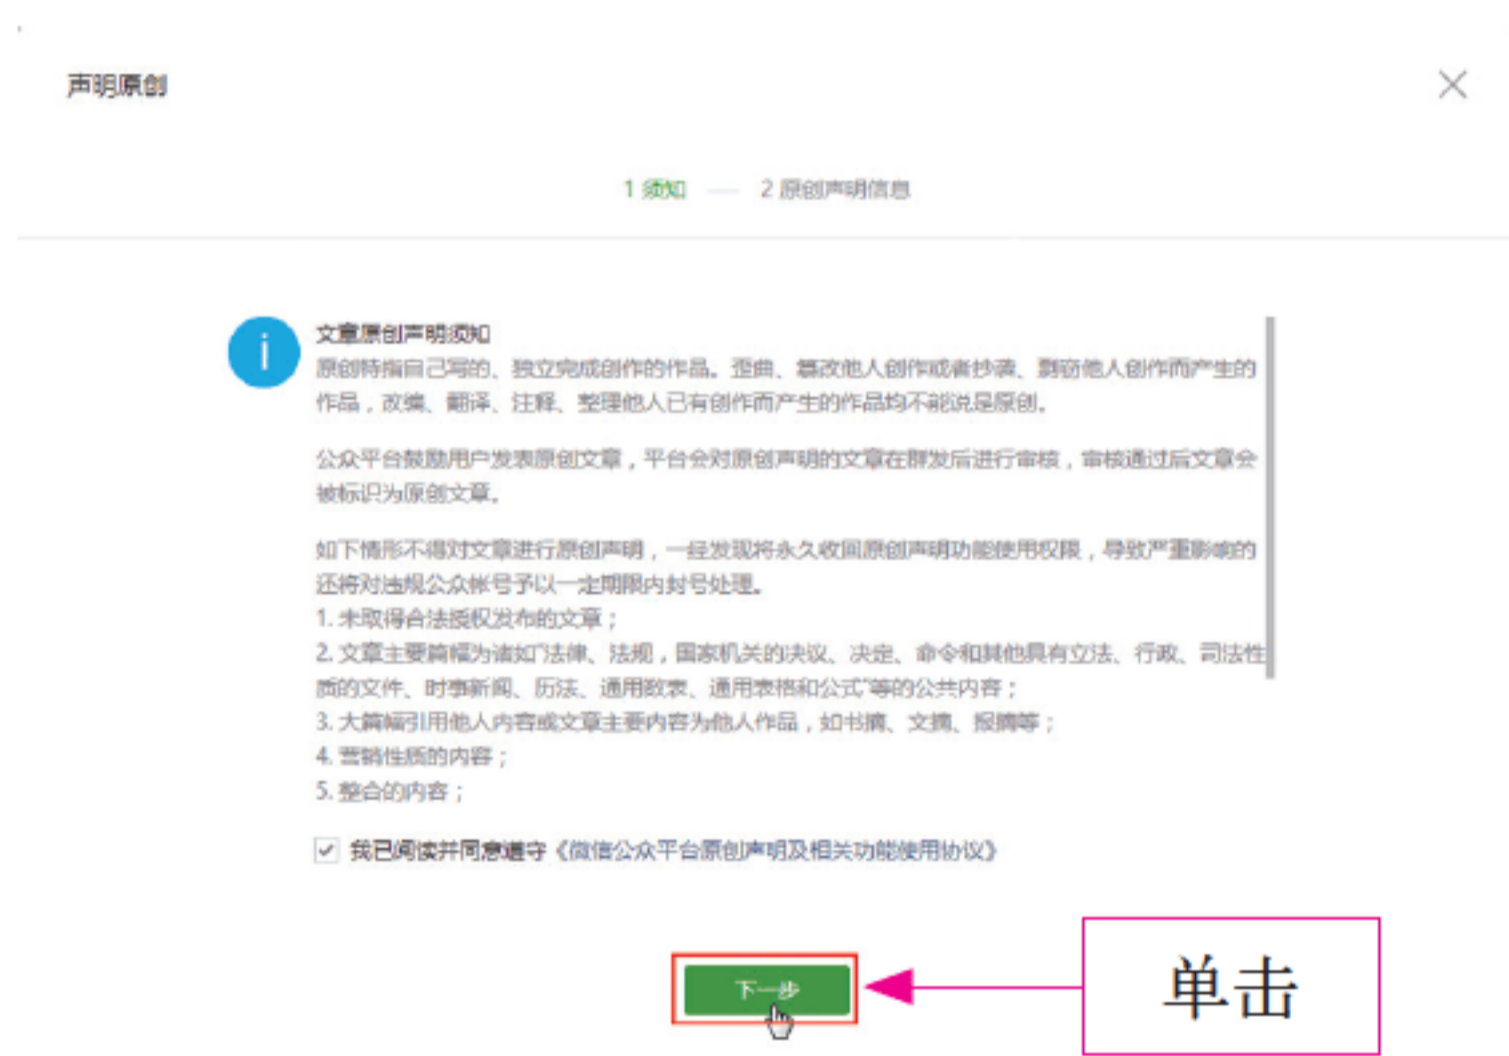 声明原创
1 须知 — 2 原创声明信息
文章原创声明须知
原创特指自己写的、独立完成创作的作品。歪曲、篡改他人创作或者抄袭、剽窃他人创作而产生的
作品，改编、翻译、注释、整理他人已有创作而产生的作品均不能说是原创。
公众平台鼓励用户发表原创文章，平台会对原创声明的文章在群发后进行审核，审核通过后文章会
被标识为原创文章。
如下情形不得对文章进行原创声明，一经发现将永久收回原创声明功能使用权限，导致严重影响的
还将对违规公众帐号予以一定期限内封号处理。
1. 未取得合法授权发布的文章；
2. 文章主要篇幅为诸如“法律、法规，国家机关的决议、决定、命令和其他具有立法、行政、司法性
质的文件、时事新闻、历法、通用数表、通用表格和公式”等的公共内容；
3. 大篇幅引用他人内容或文章主要内容为他人作品，如书摘、文摘、报摘等；
4. 营销性质的内容；
5. 整合的内容；
我已阅读并同意遵守《微信公众平台原创声明及相关功能使用协议》
下一步
单击